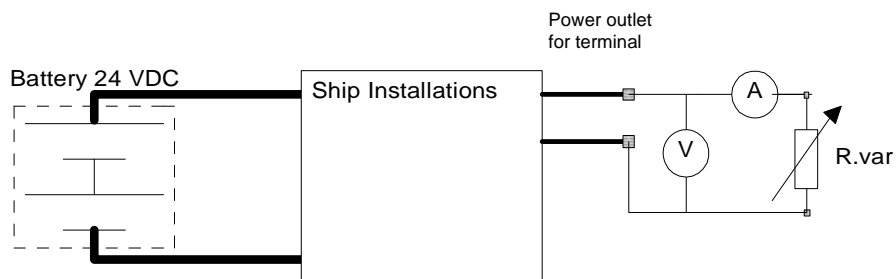 Power outlet
for terminal
Battery 24 VDC
Ship Installations
A
V
R.var